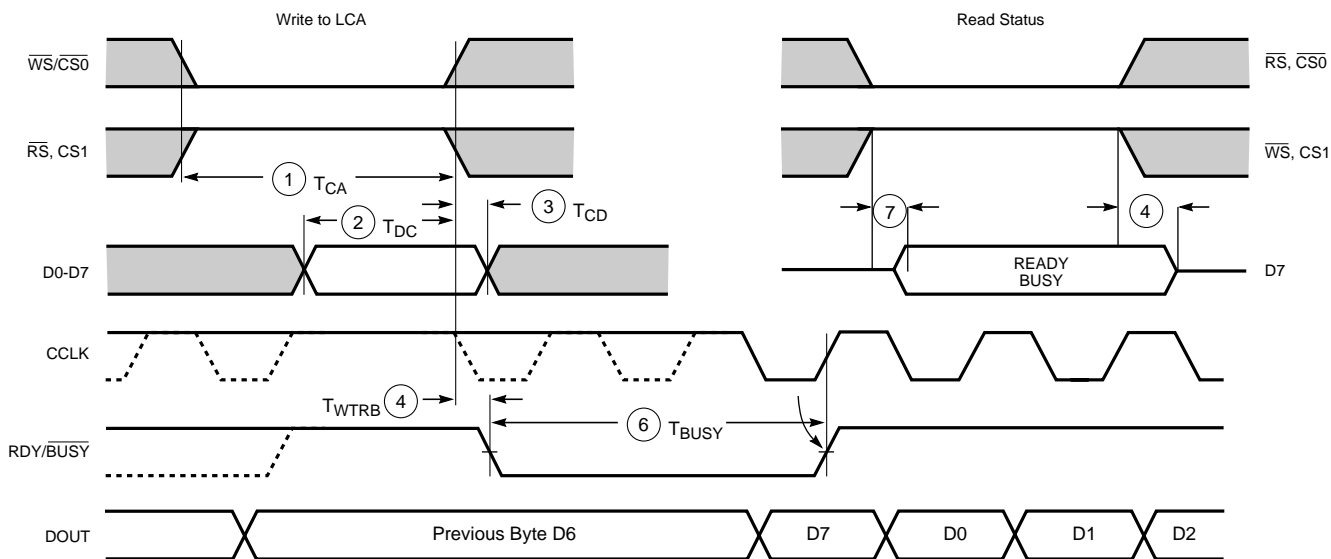 Write to LCA
Read Status
WS/CS0
RS, CS0
RS, CS1
WS, CS1
1 TCA
2 TDC
3 TCD
7
4
D0-D7
READY
BUSY
D7
CCLK
TWTRB 4
6 TBUSY
RDY/BUSY
DOUT
Previous Byte D6
D7
D0
D1
D2